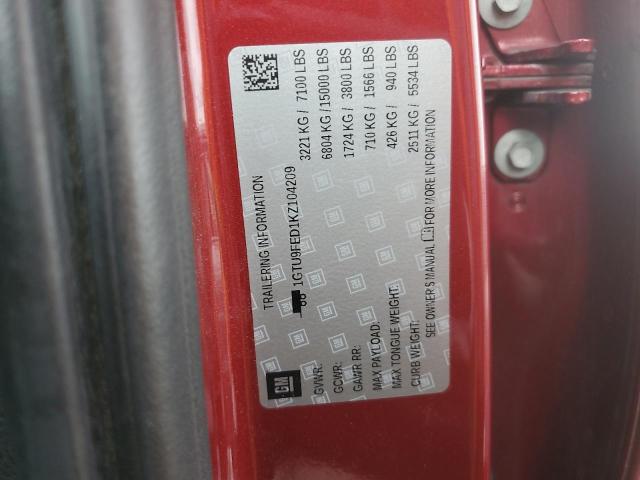 GM
TRAILERING INFORMATION
1GTU9FED1KZ104209
GVWR: 3221 KG / 7100 LBS
GCWR: 6804 KG / 15000 LBS
GAWR RR: 1724 KG / 3800 LBS
MAX PAYLOAD: 710 KG / 1566 LBS
MAX TONGUE WEIGHT: 426 KG / 940 LBS
CURB WEIGHT: 2511 KG / 5534 LBS
SEE OWNER'S MANUAL FOR MORE INFORMATION